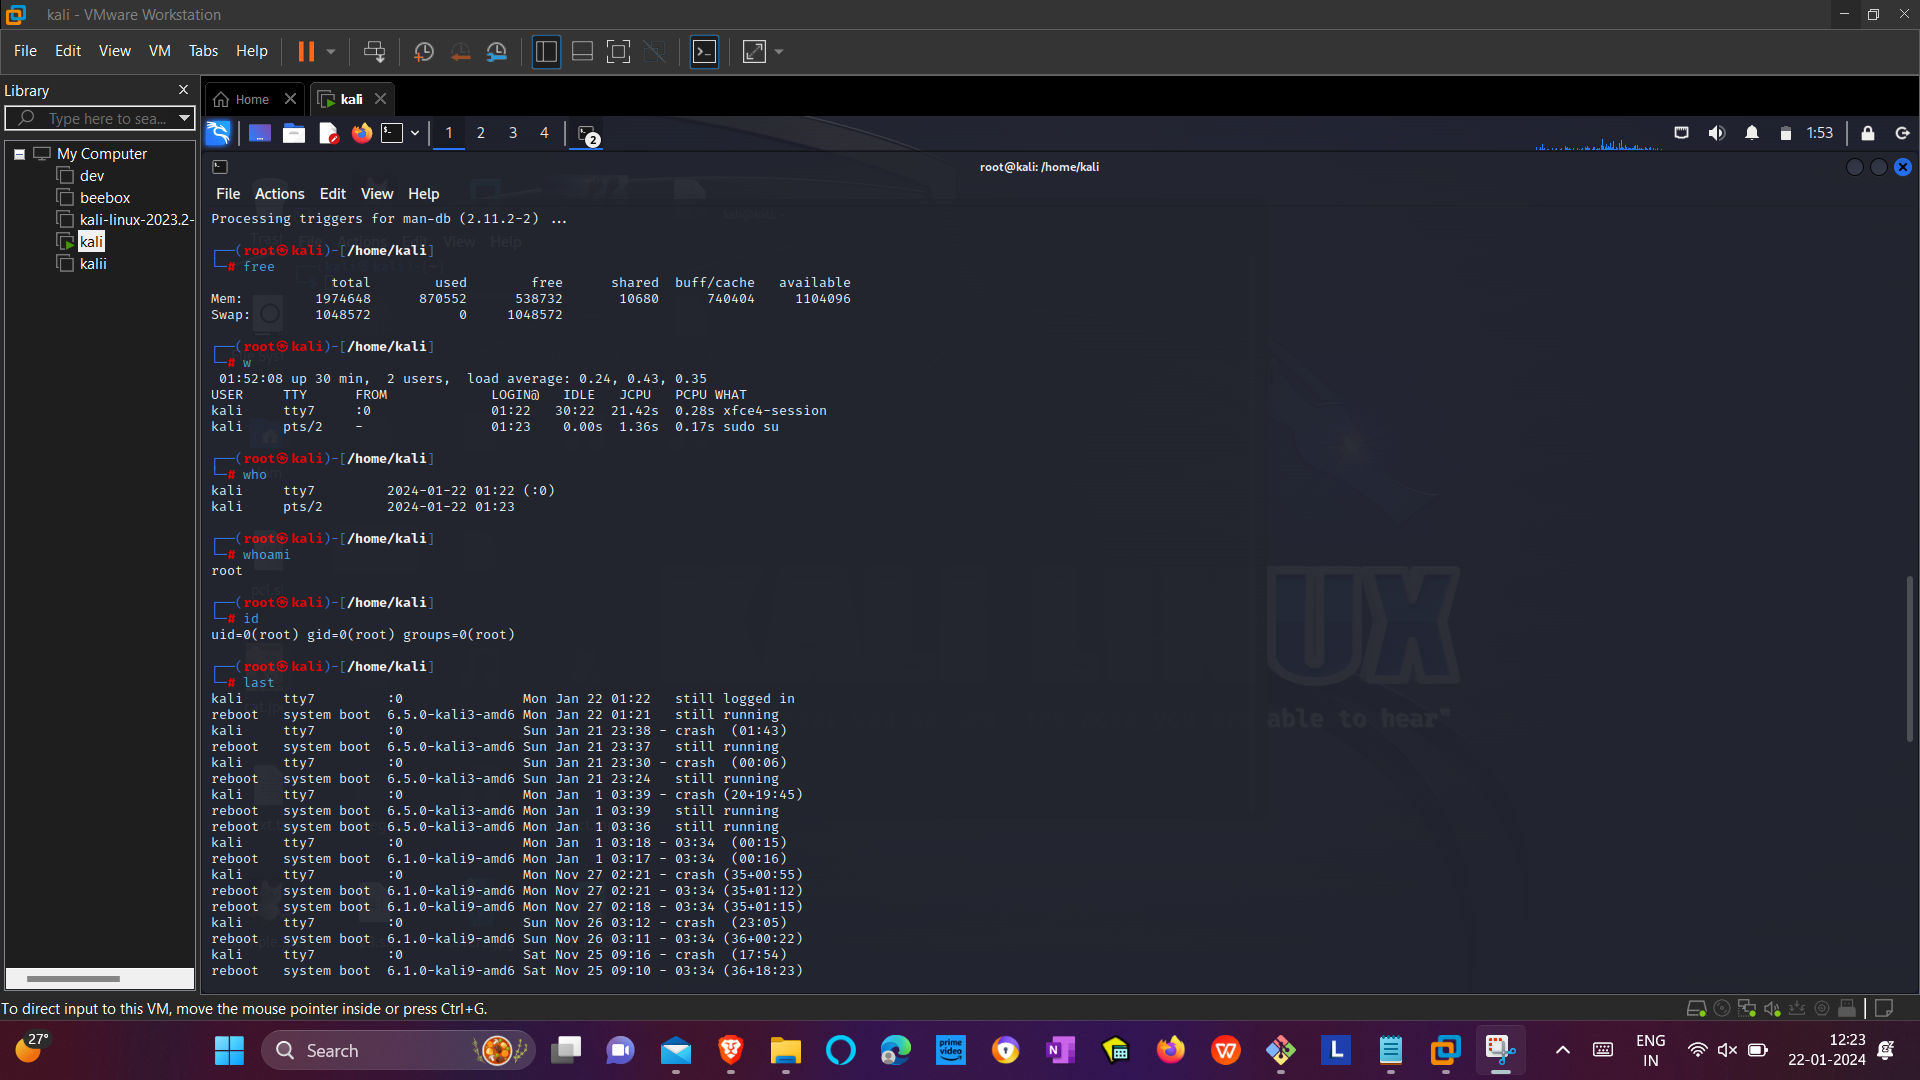 kali - VMware Workstation
File Edit View VM Tabs Help
Library
Home kali
Type here to sea...
1 2 3 4 2 1:53
My Computer
dev
beebox
kali-linux-2023.2-
kali
kalii
root@kali: /home/kali
File Actions Edit View Help
Processing triggers for man-db (2.11.2-2) ...
┌──(root㉿kali)-[/home/kali]
└─# free
total used free shared buff/cache available
Mem: 1974648 870552 538732 10680 740404 1104096
Swap: 1048572 0 1048572
┌──(root㉿kali)-[/home/kali]
└─# w
01:52:08 up 30 min, 2 users, load average: 0.24, 0.43, 0.35
USER TTY FROM LOGIN@ IDLE JCPU PCPU WHAT
kali tty7 :0 01:22 30:22 21.42s 0.28s xfce4-session
kali pts/2 - 01:23 0.00s 1.36s 0.17s sudo su
┌──(root㉿kali)-[/home/kali]
└─# who
kali tty7 2024-01-22 01:22 (:0)
kali pts/2 2024-01-22 01:23
┌──(root㉿kali)-[/home/kali]
└─# whoami
root
┌──(root㉿kali)-[/home/kali]
└─# id
uid=0(root) gid=0(root) groups=0(root)
┌──(root㉿kali)-[/home/kali]
└─# last
kali tty7 :0 Mon Jan 22 01:22 still logged in
reboot system boot 6.5.0-kali3-amd6 Mon Jan 22 01:21 still running
kali tty7 :0 Sun Jan 21 23:38 - crash (01:43)
reboot system boot 6.5.0-kali3-amd6 Sun Jan 21 23:37 still running
kali tty7 :0 Sun Jan 21 23:30 - crash (00:06)
reboot system boot 6.5.0-kali3-amd6 Sun Jan 21 23:24 still running
kali tty7 :0 Mon Jan 1 03:39 - crash (20+19:45)
reboot system boot 6.5.0-kali3-amd6 Mon Jan 1 03:39 still running
reboot system boot 6.5.0-kali3-amd6 Mon Jan 1 03:36 still running
kali tty7 :0 Mon Jan 1 03:18 - 03:34 (00:15)
reboot system boot 6.1.0-kali9-amd6 Mon Jan 1 03:17 - 03:34 (00:16)
kali tty7 :0 Mon Nov 27 02:21 - crash (35+00:55)
reboot system boot 6.1.0-kali9-amd6 Mon Nov 27 02:21 - 03:34 (35+01:12)
reboot system boot 6.1.0-kali9-amd6 Mon Nov 27 02:18 - 03:34 (35+01:15)
kali tty7 :0 Sun Nov 26 03:12 - crash (23:05)
reboot system boot 6.1.0-kali9-amd6 Sun Nov 26 03:11 - 03:34 (36+00:22)
kali tty7 :0 Sat Nov 25 09:16 - crash (17:54)
reboot system boot 6.1.0-kali9-amd6 Sat Nov 25 09:10 - 03:34 (36+18:23)
UX
able to hear"
To direct input to this VM, move the mouse pointer inside or press Ctrl+G.
27°
Search
prime video
ENG
IN
12:23
22-01-2024